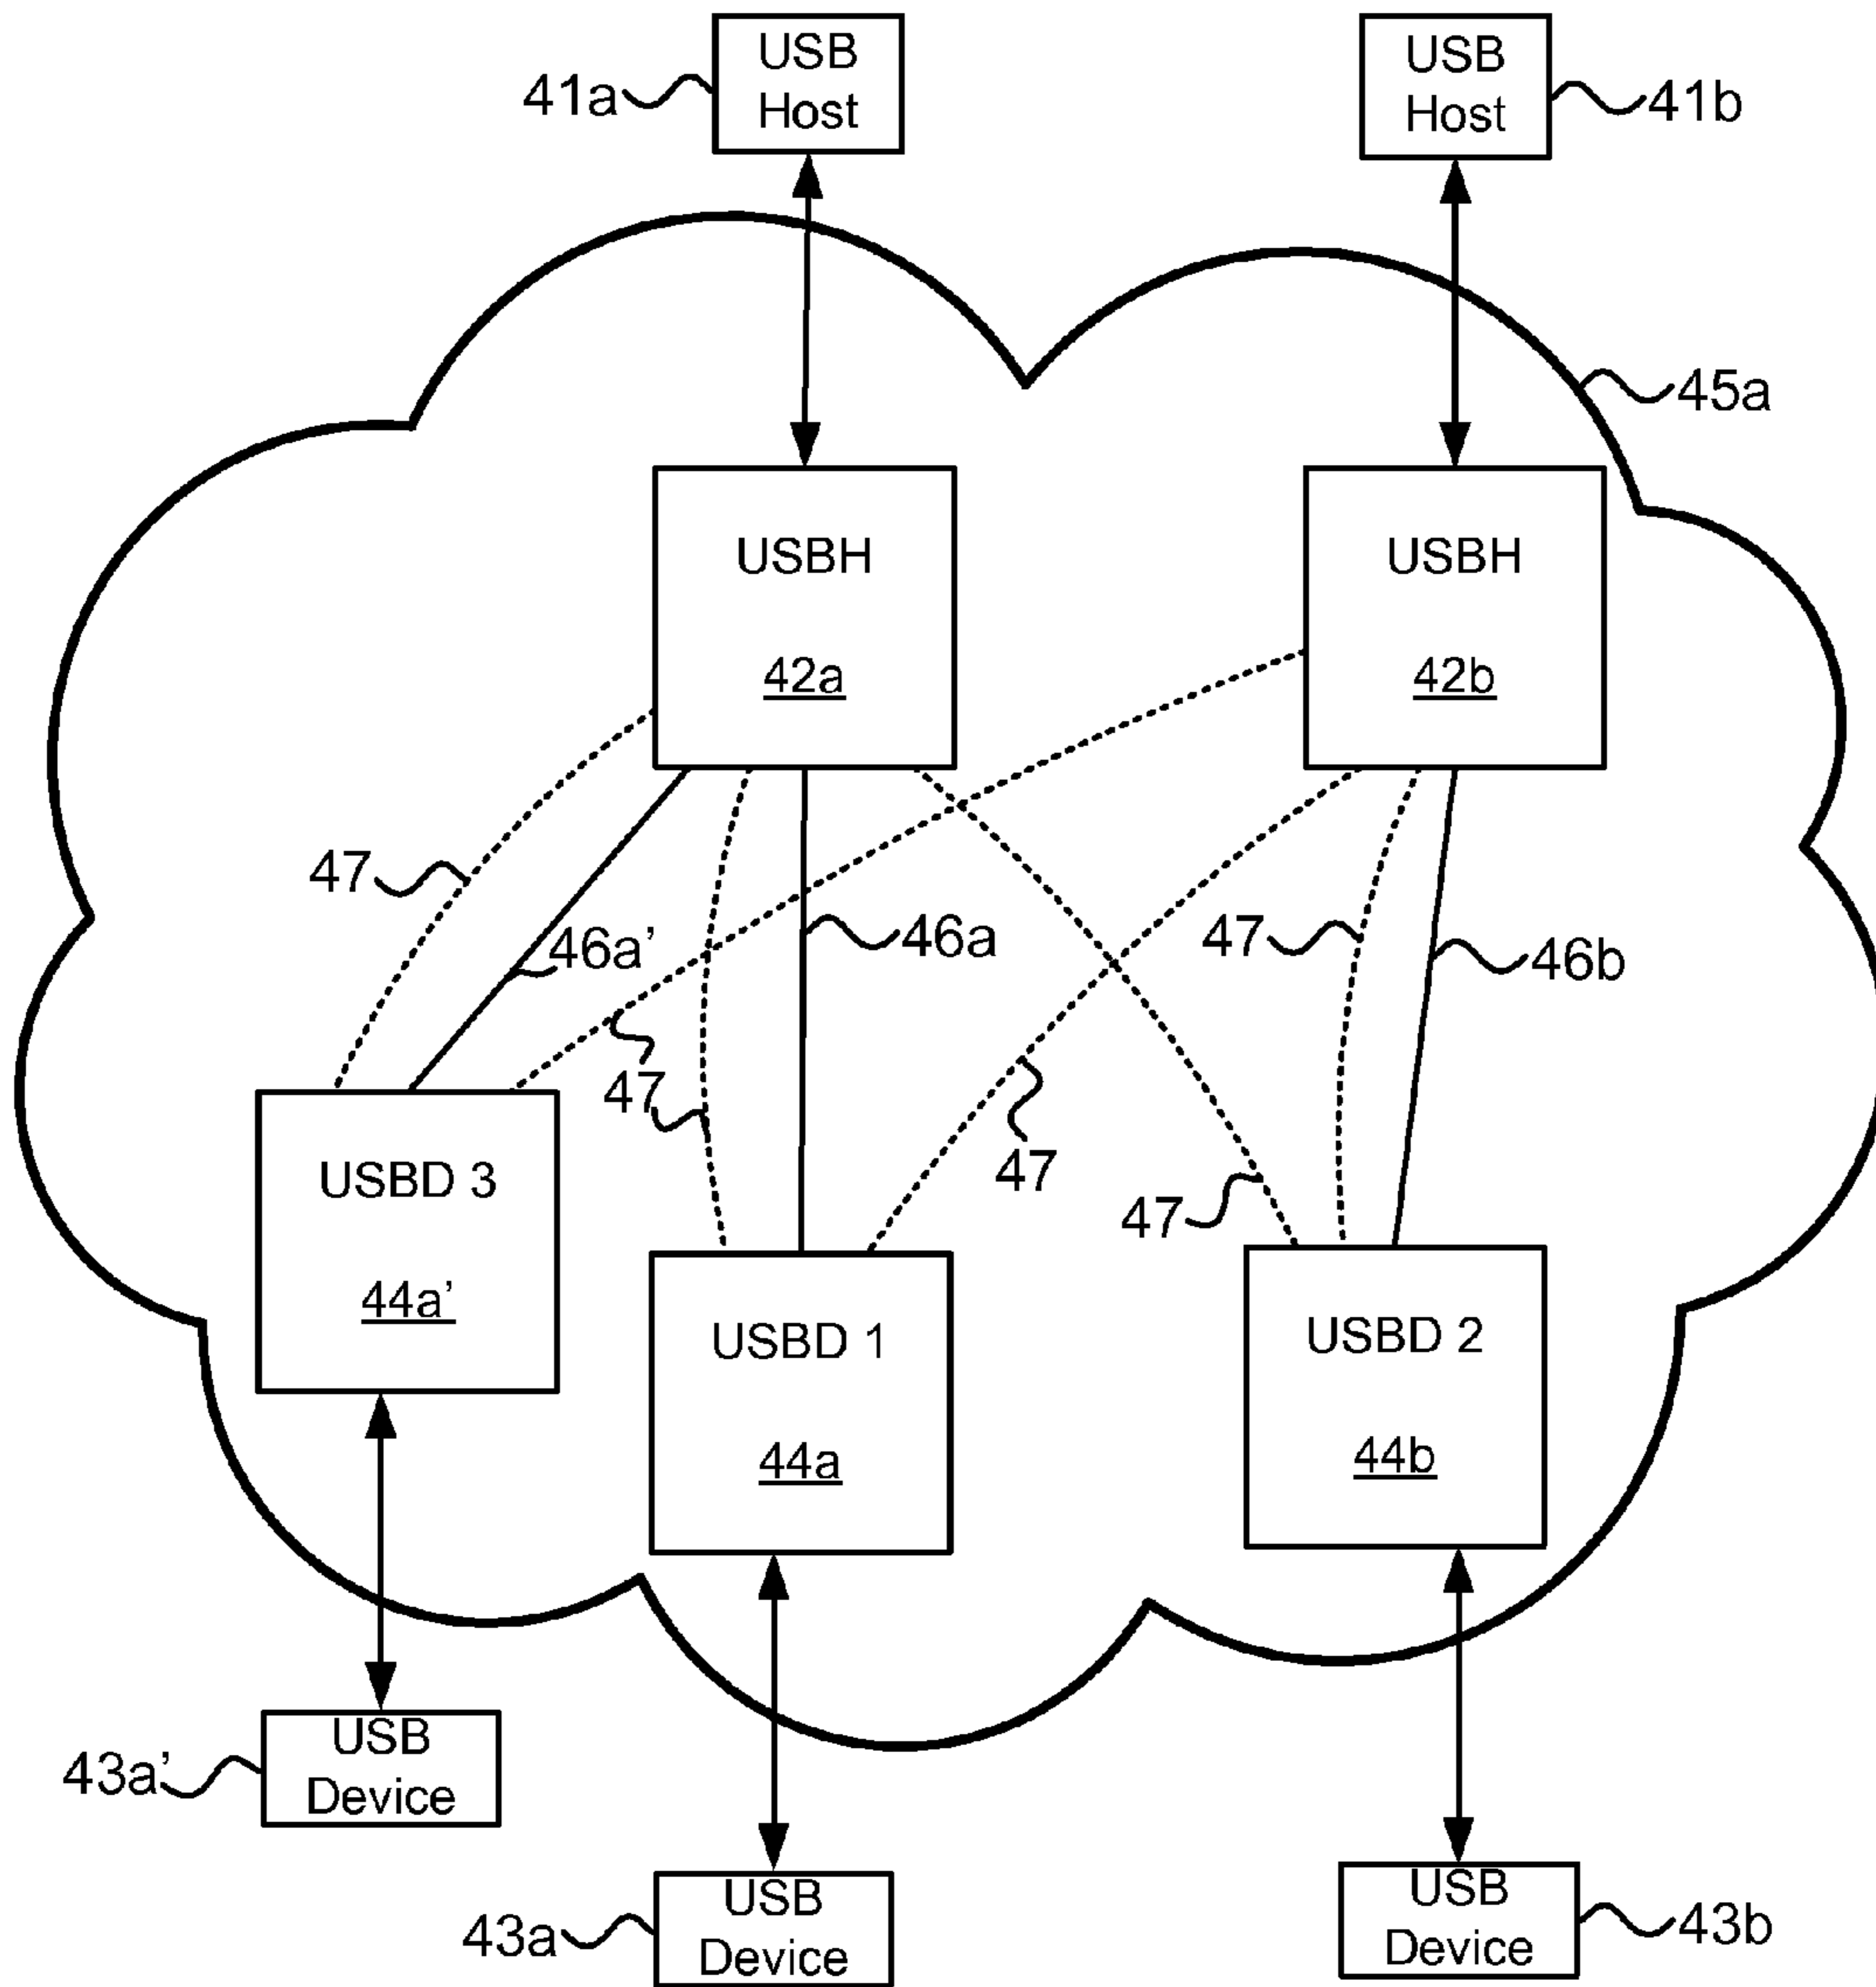 USB
Host
41a
USB
Host
41b
45a
USBH
42a
USBH
42b
47
46a’
46a
47
46b
47
47
47
USBD 3
44a’
USBD 1
44a
USBD 2
44b
43a’
USB
Device
43a
USB
Device
USB
Device
43b